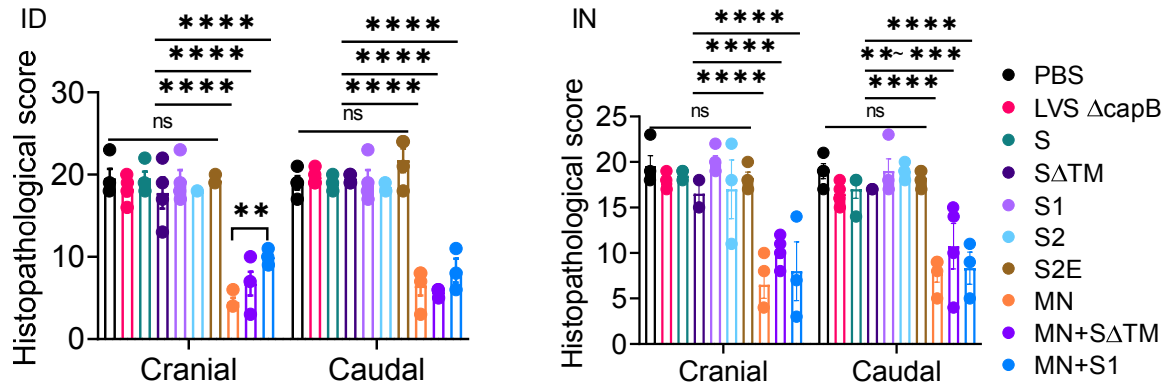 ID
Histopathological score
30
20
10
0
****
****
****
ns
**
****
****
****
ns
Cranial
Caudal
IN
Histopathological score
25
20
15
10
5
0
****
****
****
ns
****
**~***
****
ns
Cranial
Caudal
PBS
LVS ΔcapB
S
SΔTM
S1
S2
S2E
MN
MN+SΔTM
MN+S1